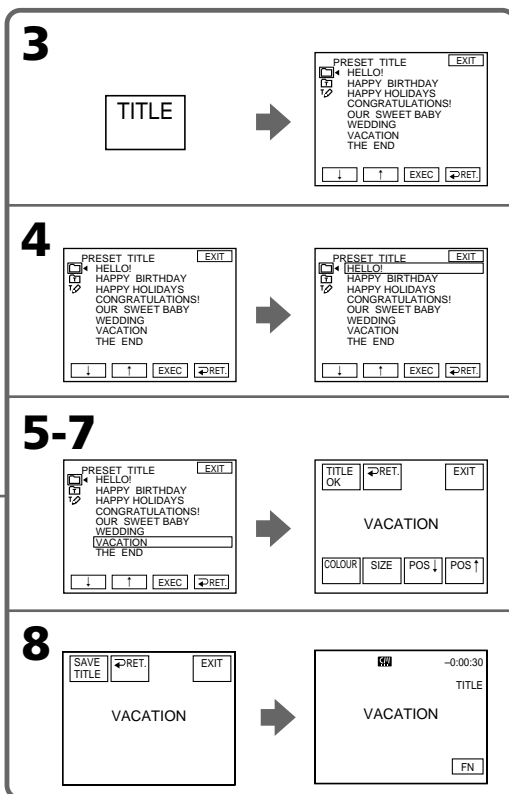 3
TITLE
PRESET TITLE EXIT
HELLO!
HAPPY BIRTHDAY
HAPPY HOLIDAYS
CONGRATULATIONS!
OUR SWEET BABY
WEDDING
VACATION
THE END
↓ ↑ EXEC RET.
4
PRESET TITLE EXIT
HELLO!
HAPPY BIRTHDAY
HAPPY HOLIDAYS
CONGRATULATIONS!
OUR SWEET BABY
WEDDING
VACATION
THE END
↓ ↑ EXEC RET.
PRESET TITLE EXIT
HELLO!
HAPPY BIRTHDAY
HAPPY HOLIDAYS
CONGRATULATIONS!
OUR SWEET BABY
WEDDING
VACATION
THE END
↓ ↑ EXEC RET.
5-7
PRESET TITLE EXIT
HELLO!
HAPPY BIRTHDAY
HAPPY HOLIDAYS
CONGRATULATIONS!
OUR SWEET BABY
WEDDING
VACATION
THE END
↓ ↑ EXEC RET.
TITLE OK RET. EXIT
VACATION
COLOUR SIZE POS↓ POS↑
8
SAVE TITLE RET. EXIT
VACATION
–0:00:30
TITLE
VACATION
FN